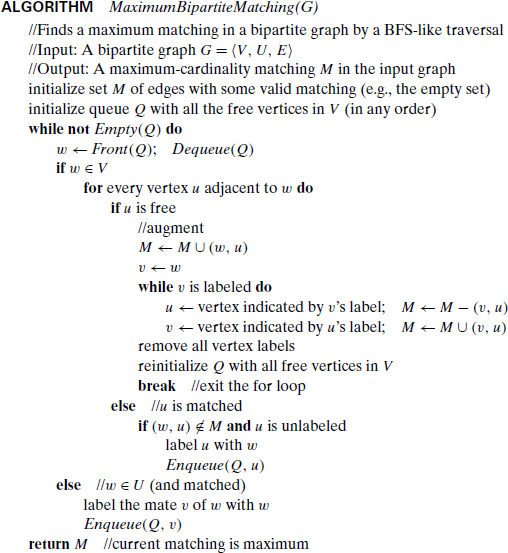 ALGORITHM MaximumBipartiteMatching(G)
//Finds a maximum matching in a bipartite graph by a BFS-like traversal
//Input: A bipartite graph G = ⟨V, U, E⟩
//Output: A maximum-cardinality matching M in the input graph
initialize set M of edges with some valid matching (e.g., the empty set)
initialize queue Q with all the free vertices in V (in any order)
while not Empty(Q) do
w ← Front(Q); Dequeue(Q)
if w ∈ V
for every vertex u adjacent to w do
if u is free
//augment
M ← M ∪ (w, u)
v ← w
while v is labeled do
u ← vertex indicated by v's label; M ← M − (v, u)
v ← vertex indicated by u's label; M ← M ∪ (v, u)
remove all vertex labels
reinitialize Q with all free vertices in V
break //exit the for loop
else //u is matched
if (w, u) ∉ M and u is unlabeled
label u with w
Enqueue(Q, u)
else //w ∈ U (and matched)
label the mate v of w with w
Enqueue(Q, v)
return M //current matching is maximum